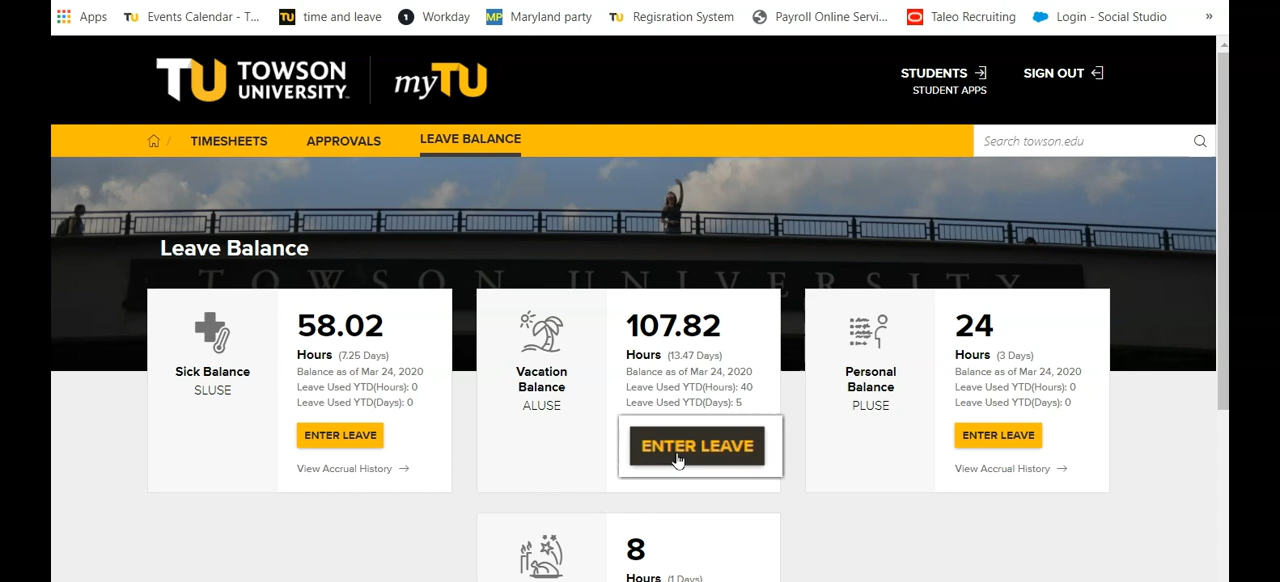 Apps Events Calendar - T... time and leave Workday Maryland party Regisration System Payroll Online Servi... Taleo Recruiting Login - Social Studio »
TU TOWSON UNIVERSITY. myTU
STUDENTS
STUDENT APPS
SIGN OUT
/ TIMESHEETS APPROVALS LEAVE BALANCE
Search towson.edu
Leave Balance
TOWSON UNIVERSITY
Sick Balance
SLUSE
58.02
Hours (7.25 Days)
Balance as of Mar 24, 2020
Leave Used YTD(Hours): 0
Leave Used YTD(Days): 0
ENTER LEAVE
View Accrual History →
Vacation
Balance
ALUSE
107.82
Hours (13.47 Days)
Balance as of Mar 24, 2020
Leave Used YTD(Hours): 40
Leave Used YTD(Days): 5
ENTER LEAVE
Personal
Balance
PLUSE
24
Hours (3 Days)
Balance as of Mar 24, 2020
Leave Used YTD(Hours): 0
Leave Used YTD(Days): 0
ENTER LEAVE
View Accrual History →
8
Hours (1 Days)